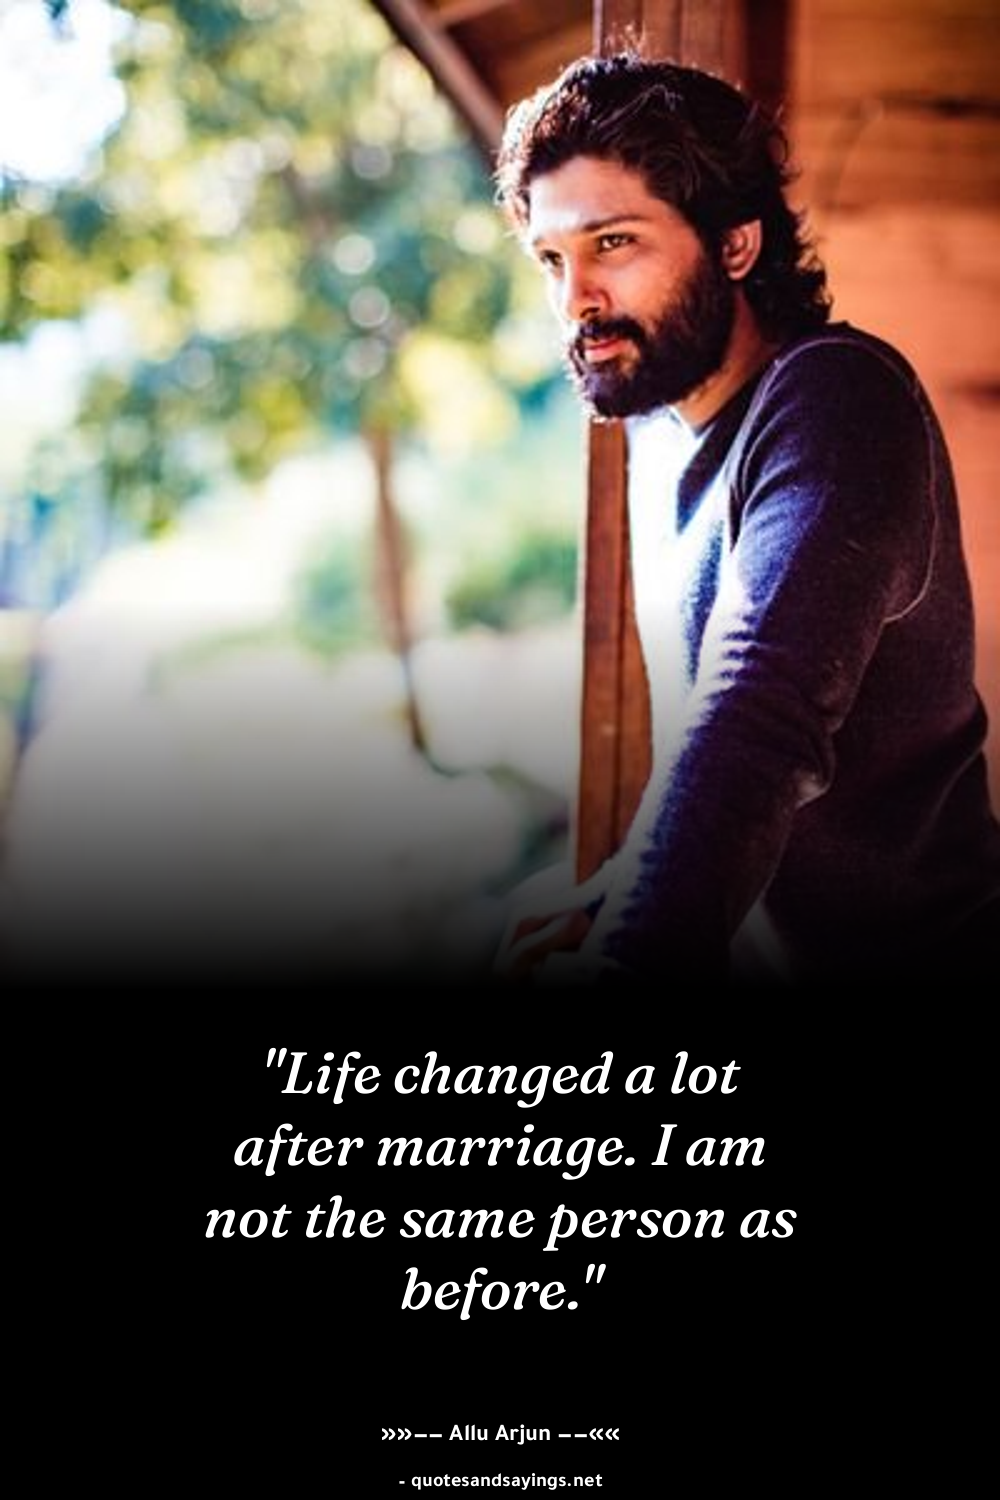 "Life changed a lot
after marriage. I am
not the same person as
before."
»»—— Allu Arjun ——««
- quotesandsayings.net